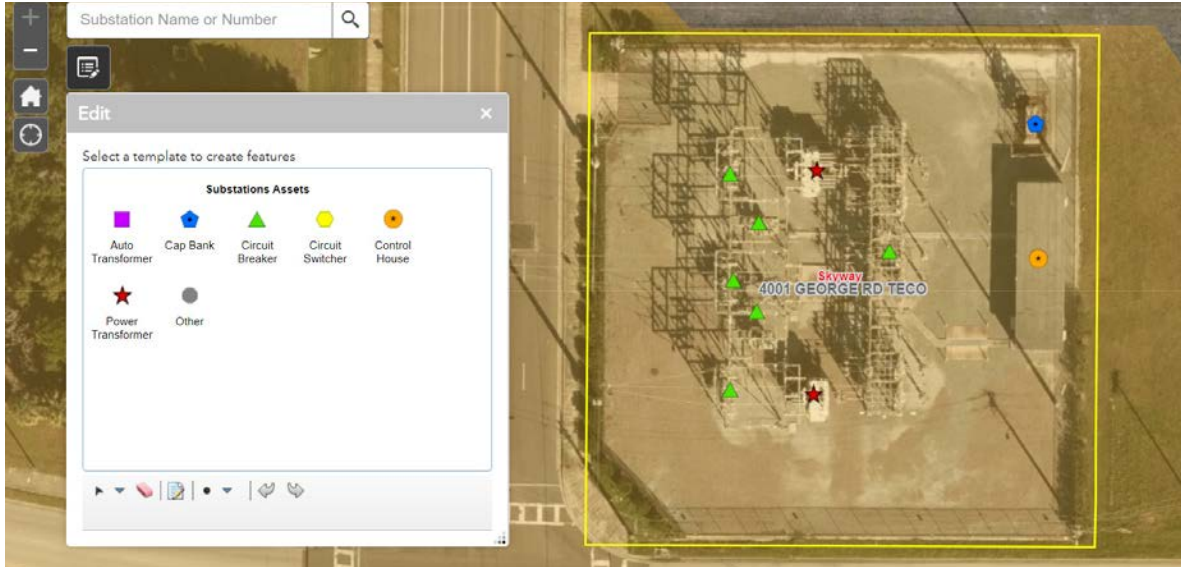 Substation Name or Number
Edit
Select a template to create features
Substations Assets
Auto Transformer
Cap Bank
Circuit Breaker
Circuit Switcher
Control House
Power Transformer
Other
Skyway
4001 GEORGE RD TECO